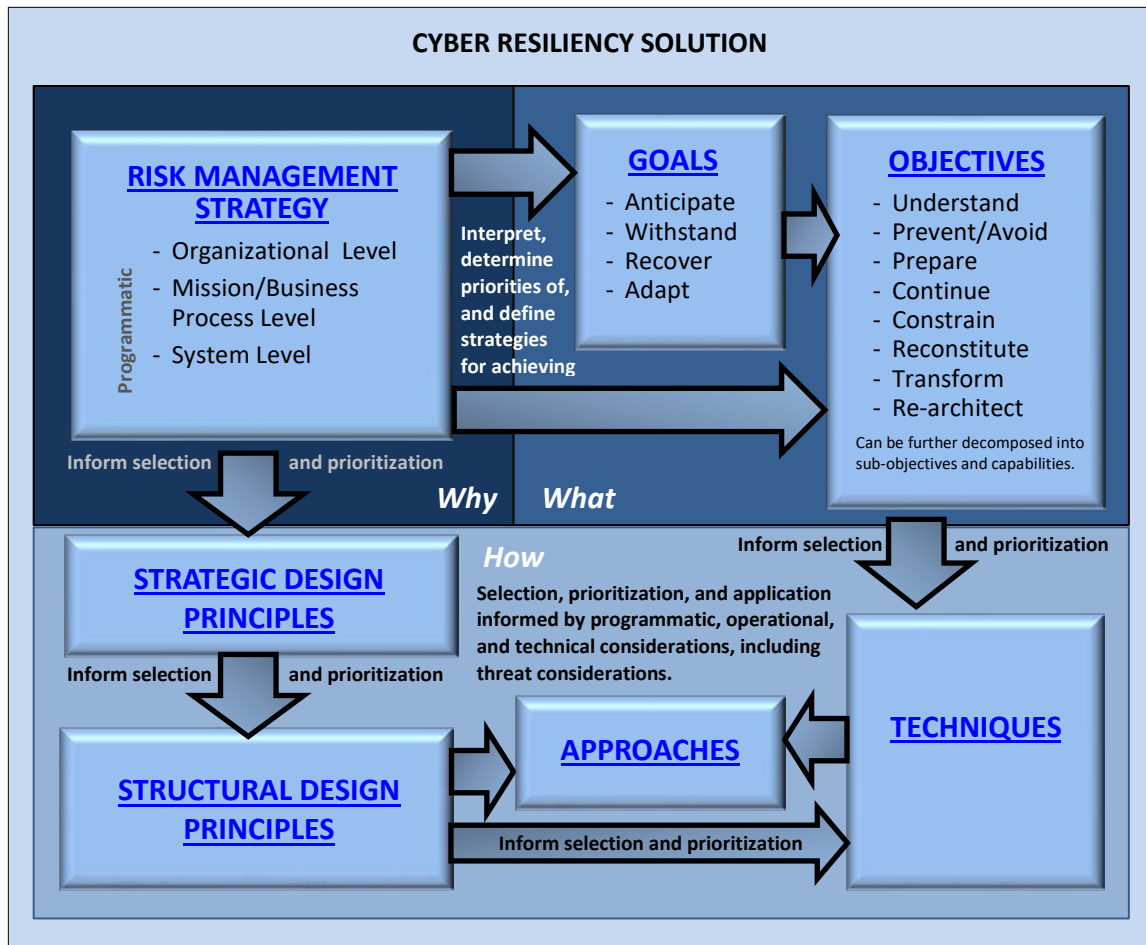 CYBER RESILIENCY SOLUTION
RISK MANAGEMENT
STRATEGY
- Organizational Level
- Mission/Business
Process Level
- System Level
Programmatic
Interpret,
determine
priorities of,
and define
strategies
for achieving
GOALS
- Anticipate
- Withstand
- Recover
- Adapt
OBJECTIVES
- Understand
- Prevent/Avoid
- Prepare
- Continue
- Constrain
- Reconstitute
- Transform
- Re-architect
Can be further decomposed into
sub-objectives and capabilities.
Inform selection and prioritization
Why
What
How
Selection, prioritization, and application
informed by programmatic, operational,
and technical considerations, including
threat considerations.
Inform selection and prioritization
STRATEGIC DESIGN
PRINCIPLES
Inform selection and prioritization
STRUCTURAL DESIGN
PRINCIPLES
APPROACHES
TECHNIQUES
Inform selection and prioritization